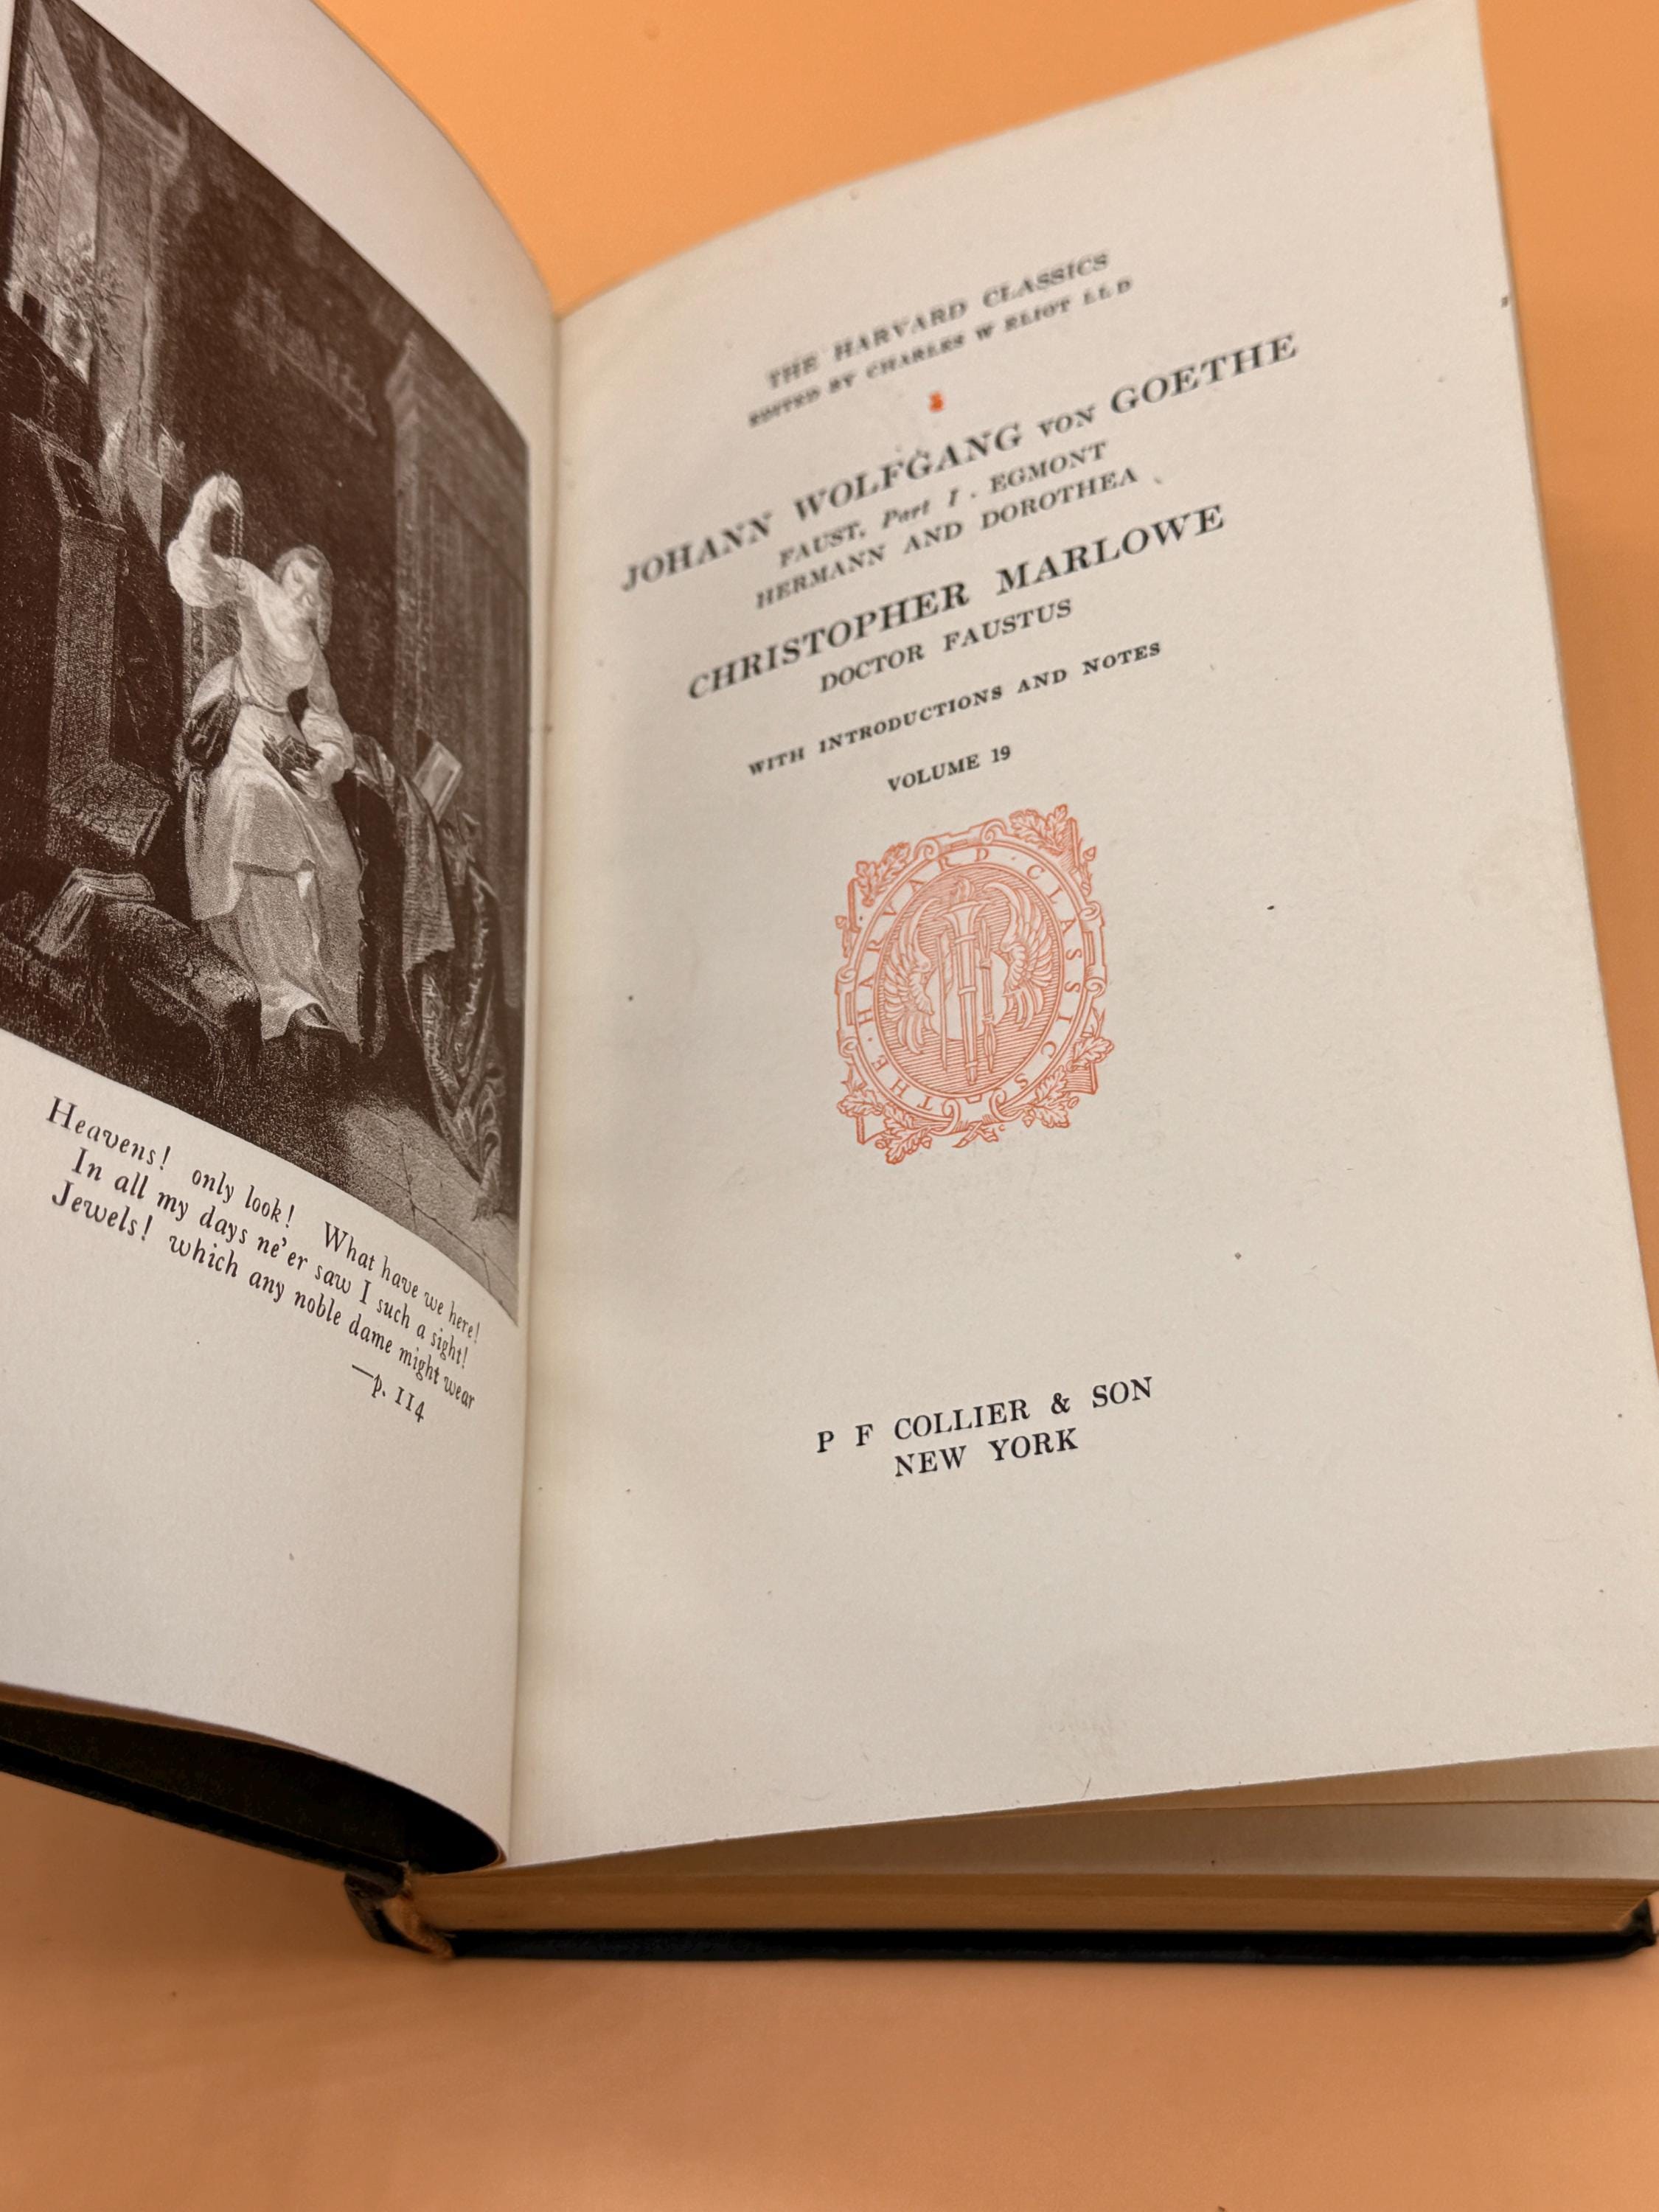 Heavens! only look! What have we here!
In all my days ne'er saw I such a sight!
Jewels! which any noble dame might wear
—p. 114
THE HARVARD CLASSICS
EDITED BY CHARLES W ELIOT LL D
JOHANN WOLFGANG VON GOETHE
FAUST, Part I. EGMONT
HERMANN AND DOROTHEA
CHRISTOPHER MARLOWE
DOCTOR FAUSTUS
WITH INTRODUCTIONS AND NOTES
VOLUME 19
THE · HARVARD · CLASSICS
P F COLLIER & SON
NEW YORK